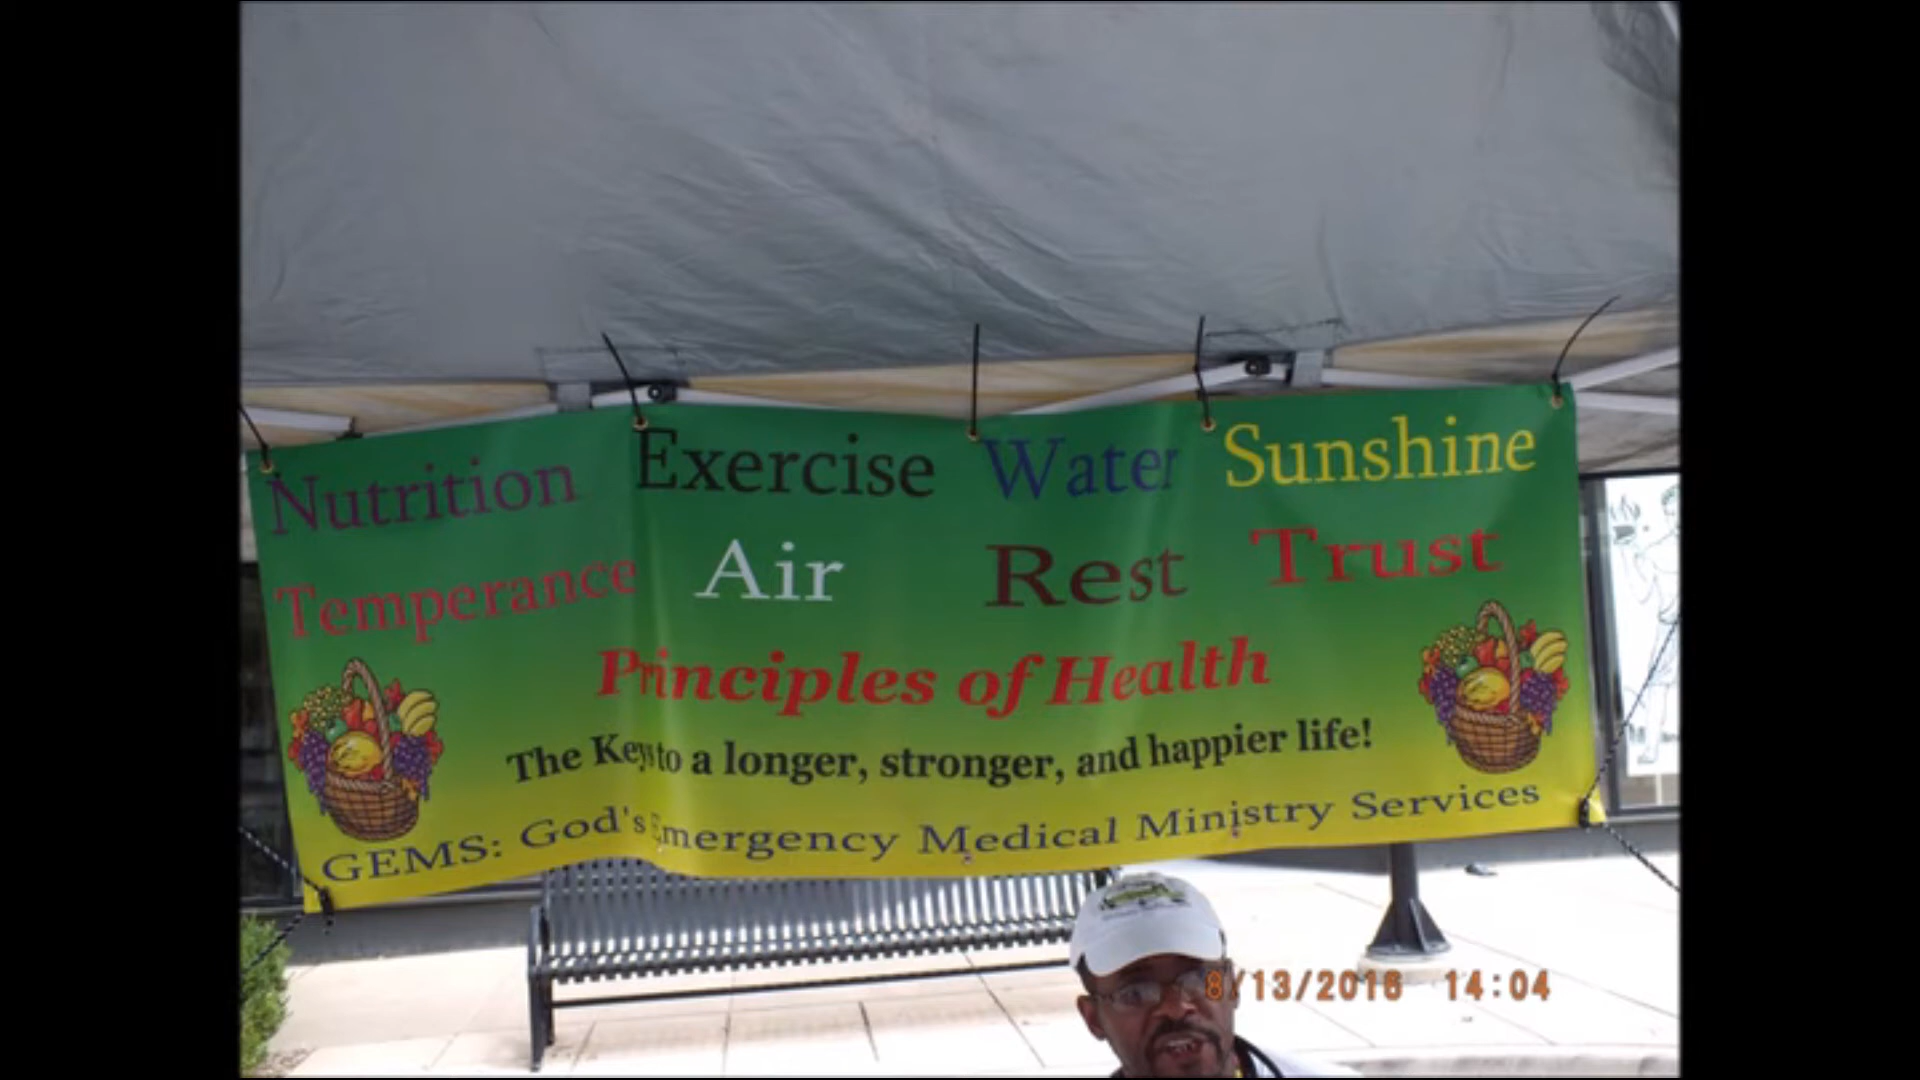 Nutrition Exercise Water Sunshine
Temperance Air Rest Trust
Principles of Health
The Keys to a longer, stronger, and happier life!
GEMS: God's Emergency Medical Ministry Services
8/13/2016 14:04